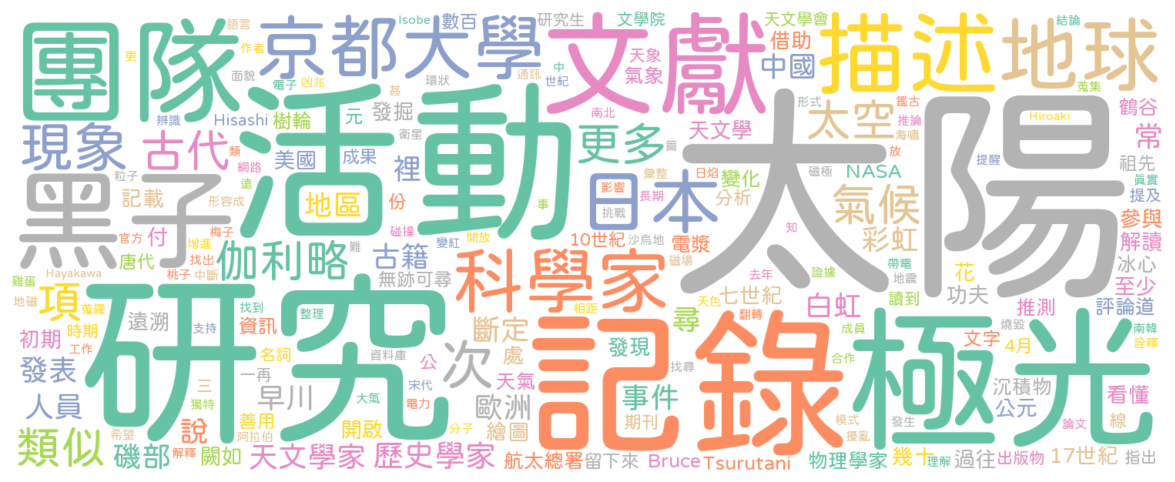 團隊
京都大學
文獻
描述
地球
活動
太陽
研究
記錄
極光
黑子
科學家
日本
現象
古代
更多
太空
氣候
伽利略
地區
古籍
類似
項
次
說
裡
尋
常
語言
作者
更
電子
凶兆
面貌
辨識
Isobe
數百
研究生
文學院
環狀
通訊
中
世紀
甚
天文學會
天象
氣象
借助
中國
結論
蒐集
形式
南北
鑑古
推論
海嘯
放
Hiroaki
鶴谷
祖先
提醒
真實
提及
NASA
彩虹
參與
解讀
Hisashi
樹輪
發掘
元
衛星
天文學
篇
磁極
類
網路
遠
美國
成果
粒子
記載
形容成
份
影響
彙整
日焰
長期
挑戰
變化
分析
事
知
官方
付
增進
梅子
碰撞
難
變紅
開放
10世紀
沙烏地
電漿
磁場
唐代
找出
桃子
中斷
無跡可尋
Hayakawa
雞蛋
地磁
蒐羅
去年
證據
帶電
地震
花
讀到
功夫
冰心
至少
評論道
七世紀
白虹
推測
天色
翻轉
相距
初期
時期
工作
遠溯
找到
支持
資訊
整理
斷定
成員
合作
文字
4月
燒毀
南韓
詮釋
發表
名詞
一再
資料庫
公
處
發現
找尋
人員
三
獨特
善用
早川
宋代
大氣
天氣
電力
歐洲
事件
期刊
模式
擾亂
發生
沉積物
公元
看懂
線
論文
磯部
希望
解釋
闕如
阿拉伯
開啟
分子
繪圖
天文學家
歷史學家
航太總署
留下來
Bruce
Tsurutani
物理學家
幾十
理解
過往
出版物
17世紀
指出